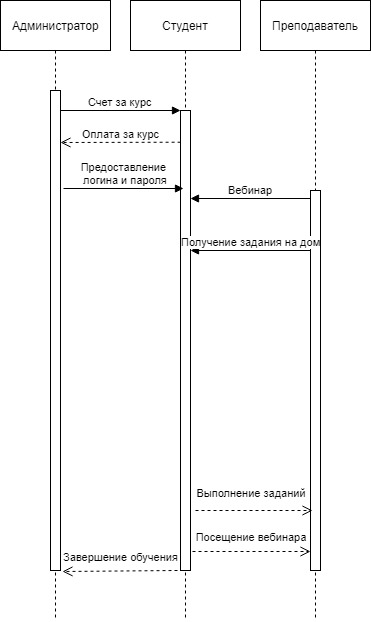 Администратор
Студент
Преподаватель
Счет за курс
Оплата за курс
Предоставление
логина и пароля
Вебинар
Получение задания на дом
Выполнение заданий
Посещение вебинара
Завершение обучения